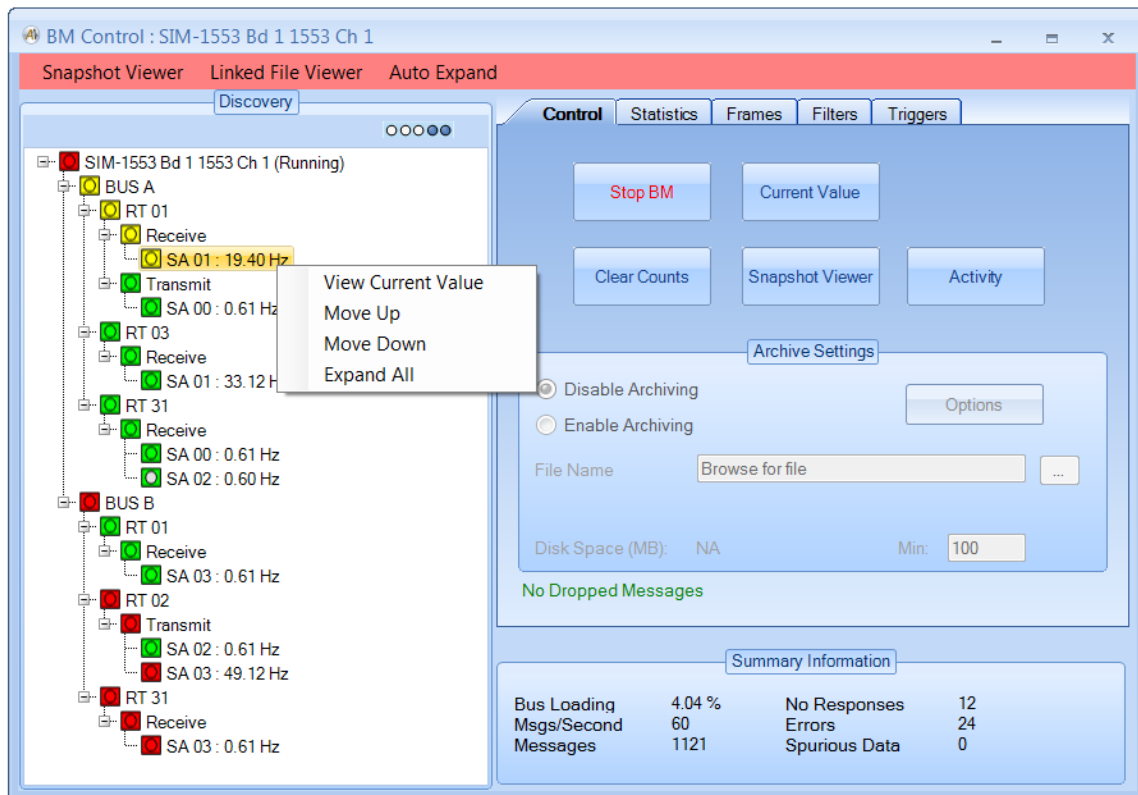 BM Control : SIM-1553 Bd 1 1553 Ch 1
Snapshot Viewer Linked File Viewer Auto Expand
Discovery
SIM-1553 Bd 1 1553 Ch 1 (Running)
BUS A
RT 01
Receive
SA 01 : 19.40 Hz
Transmit
SA 00 : 0.61 Hz
RT 03
Receive
SA 01 : 33.12 H
RT 31
Receive
SA 00 : 0.61 Hz
SA 02 : 0.60 Hz
BUS B
RT 01
Receive
SA 03 : 0.61 Hz
RT 02
Transmit
SA 02 : 0.61 Hz
SA 03 : 49.12 Hz
RT 31
Receive
SA 03 : 0.61 Hz
View Current Value
Move Up
Move Down
Expand All
Control Statistics Frames Filters Triggers
Stop BM Current Value
Clear Counts Snapshot Viewer Activity
Archive Settings
Disable Archiving
Options
Enable Archiving
File Name Browse for file ...
Disk Space (MB): NA Min: 100
No Dropped Messages
Summary Information
Bus Loading 4.04 % No Responses 12
Msgs/Second 60 Errors 24
Messages 1121 Spurious Data 0